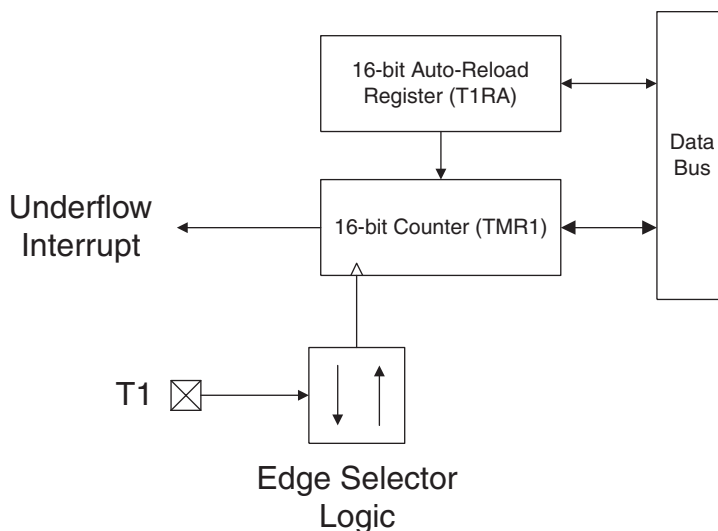 16-bit Auto-Reload
Register (T1RA)
Data
Bus
Underflow
Interrupt
16-bit Counter (TMR1)
T1
Edge Selector
Logic